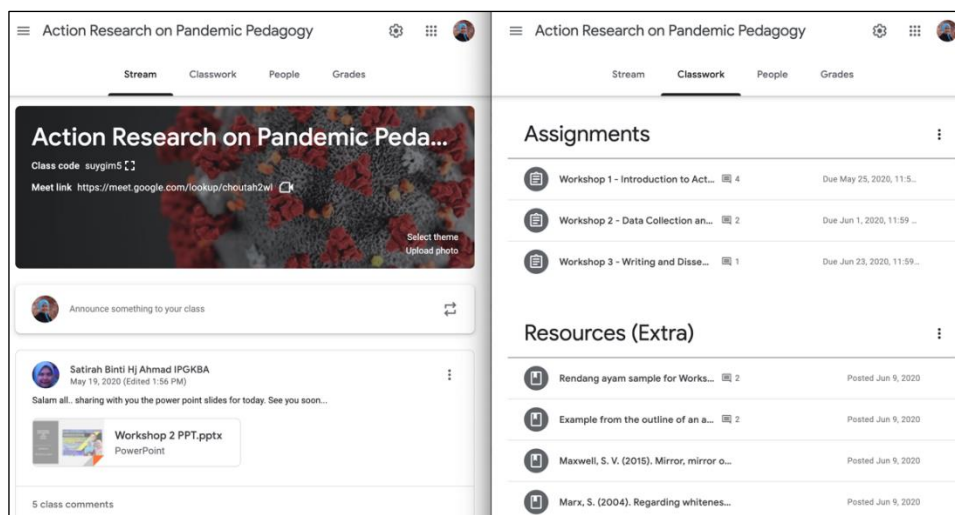 Action Research on Pandemic Pedagogy
Stream Classwork People Grades
Action Research on Pandemic Peda...
Class code suygim5
Meet link https://meet.google.com/lookup/choutah2wl
Select theme
Upload photo
Announce something to your class
Satirah Binti Hj Ahmad IPGKBA
May 19, 2020 (Edited 1:56 PM)
Salam all.. sharing with you the power point slides for today. See you soon...
Workshop 2 PPT.pptx
PowerPoint
5 class comments
Action Research on Pandemic Pedagogy
Stream Classwork People Grades
Assignments
Workshop 1 - Introduction to Act... 4 Due May 25, 2020, 11:5...
Workshop 2 - Data Collection an... 2 Due Jun 1, 2020, 11:59 ...
Workshop 3 - Writing and Disse... 1 Due Jun 23, 2020, 11:59...
Resources (Extra)
Rendang ayam sample for Works... 2 Posted Jun 9, 2020
Example from the outline of an a... 2 Posted Jun 9, 2020
Maxwell, S. V. (2015). Mirror, mirror o... Posted Jun 9, 2020
Marx, S. (2004). Regarding whitenes... Posted Jun 9, 2020